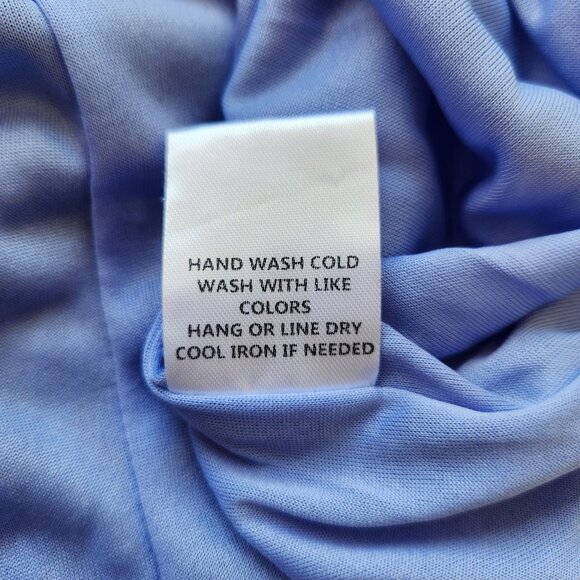 HAND WASH COLD
WASH WITH LIKE
COLORS
HANG OR LINE DRY
COOL IRON IF NEEDED